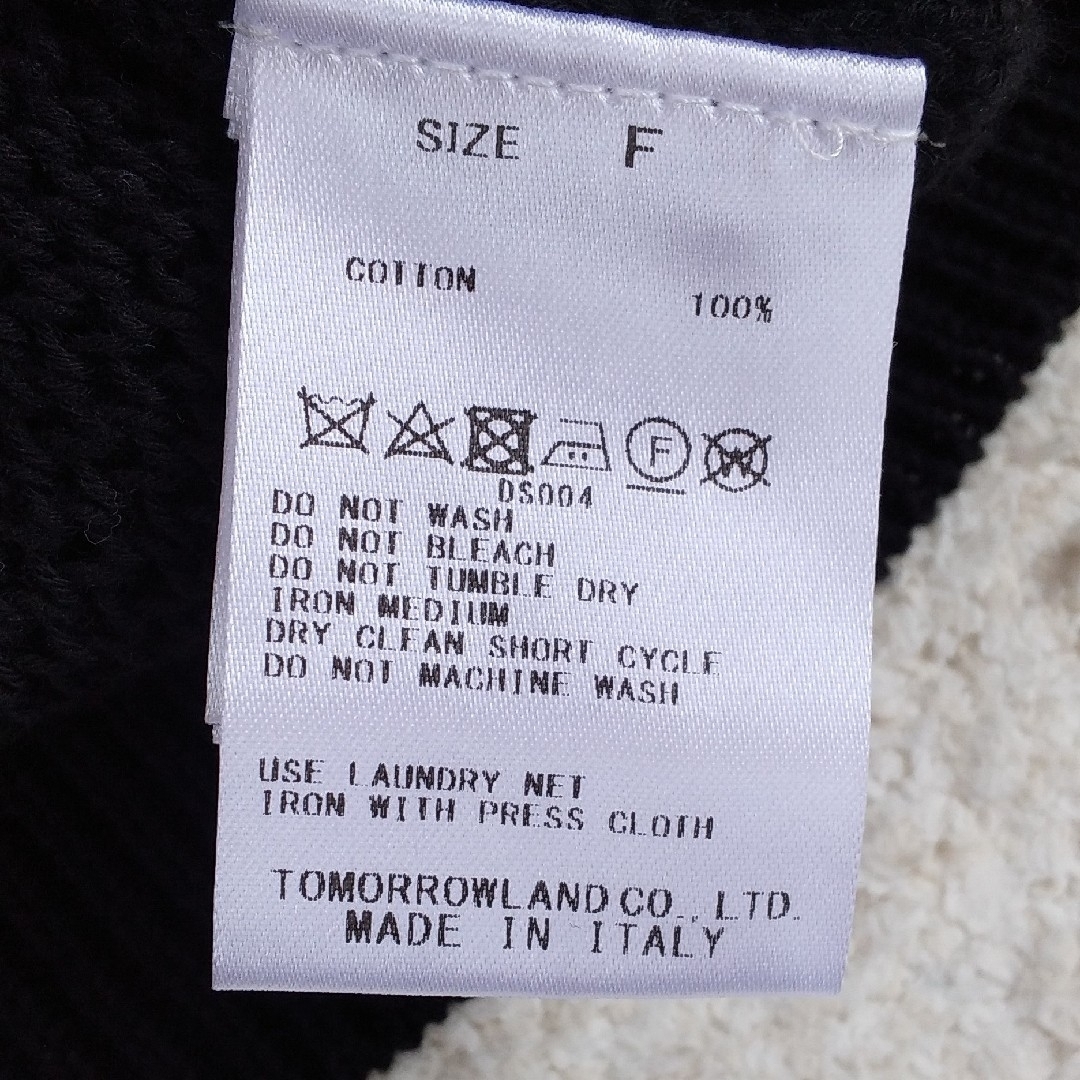 SIZE F
COTTON 100%
F W
DS004
DO NOT WASH
DO NOT BLEACH
DO NOT TUMBLE DRY
IRON MEDIUM
DRY CLEAN SHORT CYCLE
DO NOT MACHINE WASH
USE LAUNDRY NET
IRON WITH PRESS CLOTH
TOMORROWLAND CO., LTD.
MADE IN ITALY